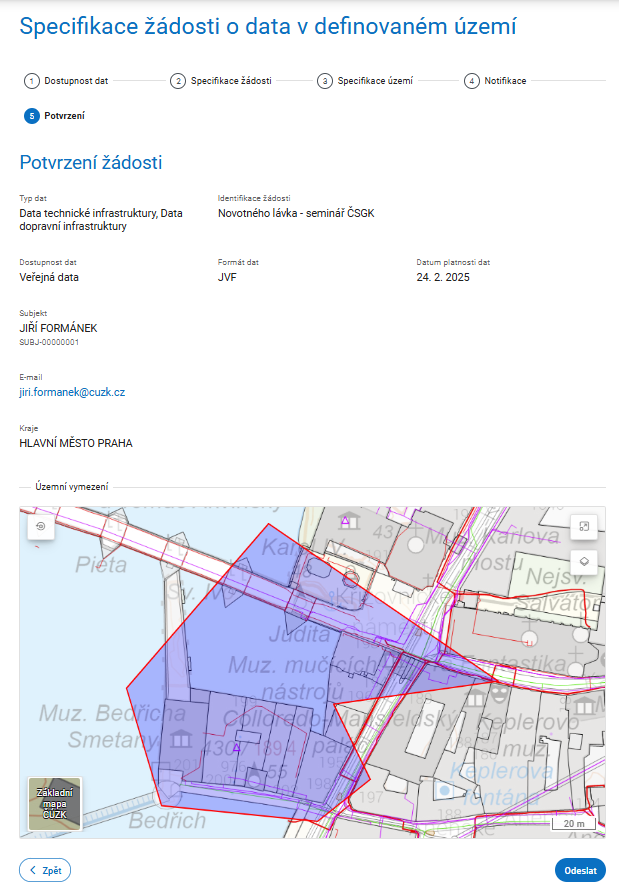 Specifikace žádosti o data v definovaném území
1 Dostupnost dat
2 Specifikace žádosti
3 Specifikace území
4 Notifikace
5 Potvrzení
Potvrzení žádosti
Typ dat
Identifikace žádosti
Data technické infrastruktury, Data
dopravní infrastruktury
Novotného lávka - seminář ČSGK
Dostupnost dat
Formát dat
Datum platnosti dat
Veřejná data
JVF
24. 2. 2025
Subjekt
JIŘÍ FORMÁNEK
SUBJ-00000001
E-mail
jiri.formanek@cuzk.cz
Kraje
HLAVNÍ MĚSTO PRAHA
Územní vymezení
Pieta
mostu
Nejsv.
Salváto
Judita
Muz. mučicích
nástrojů
Muz. Bedřicha
Smetany
Colloredo-Mansfeldský
palác
Keplerovo
muz.
Keplerova
fontána
197
188
Bedřich
Základní
mapa
ČÚZK
20 m
Zpět
Odeslat